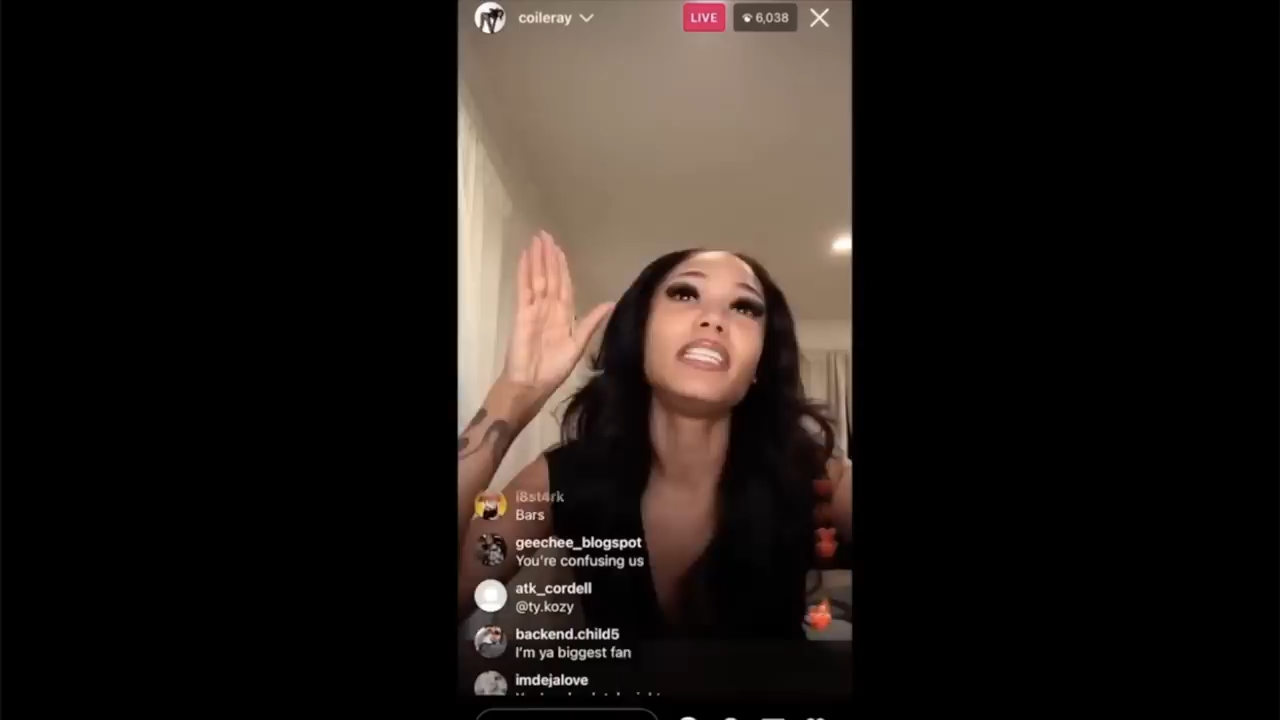 coileray
LIVE
6,038
i8st4rk
Bars
geechee_blogspot
You're confusing us
atk_cordell
@ty.kozy
backend.child5
I'm ya biggest fan
imdejalove